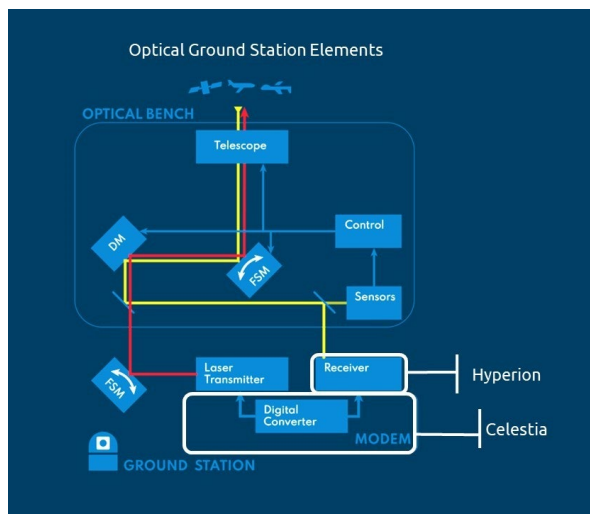 Optical Ground Station Elements
OPTICAL BENCH
Telescope
DM
Control
FSM
Sensors
FSM
Laser
Transmitter
Receiver
Hyperion
Digital
Converter
MODEM
Celestia
GROUND STATION